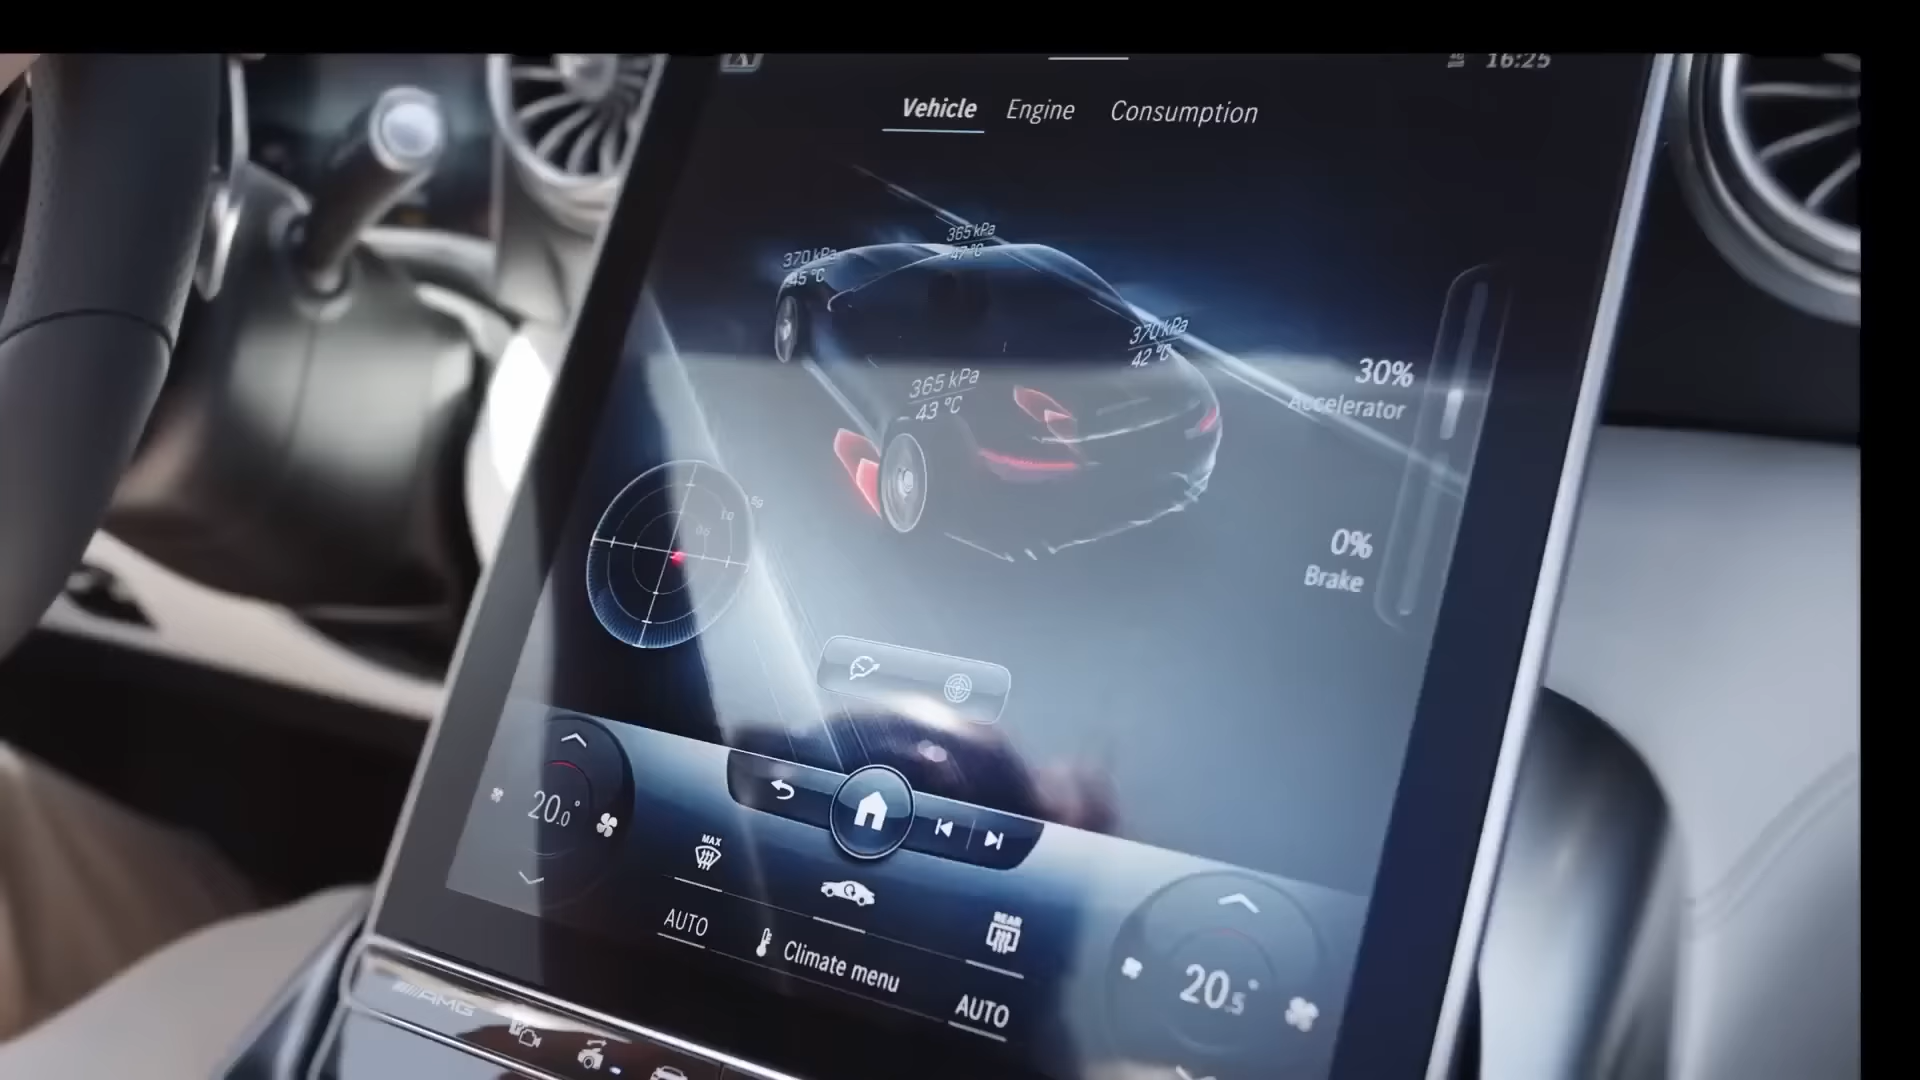 16:25
Vehicle Engine Consumption
365 kPa
47 °C
370 kPa
45 °C
370 kPa
42 °C
365 kPa
43 °C
30%
Accelerator
0%
Brake
20.0°
MAX
REAR
AUTO
Climate menu
AUTO
20.5°
AMG